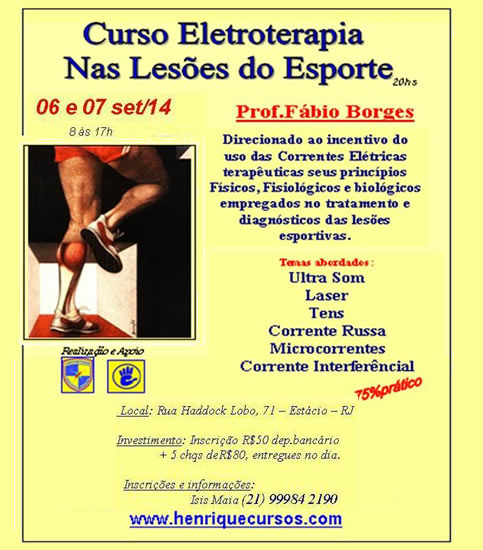 Curso Eletroterapia
Nas Lesões do Esporte 20hs
06 e 07 set/14
8 às 17h
Prof.Fábio Borges
Direcionado ao incentivo do
uso das Correntes Elétricas
terapêuticas seus princípios
Físicos, Fisiológicos e biológicos
empregados no tratamento e
diagnósticos das lesões
esportivas.
Temas abordados:
Ultra Som
Laser
Tens
Corrente Russa
Microcorrentes
Corrente Interferêncial
75%prático
Realização e Apoio
Local: Rua Haddock Lobo, 71 – Estácio – RJ
Investimento: Inscrição R$50 dep.bancário
+ 5 chqs deR$80, entregues no dia.
Inscrições e informações:
Isis Maia (21) 99984 2190
www.henriquecursos.com